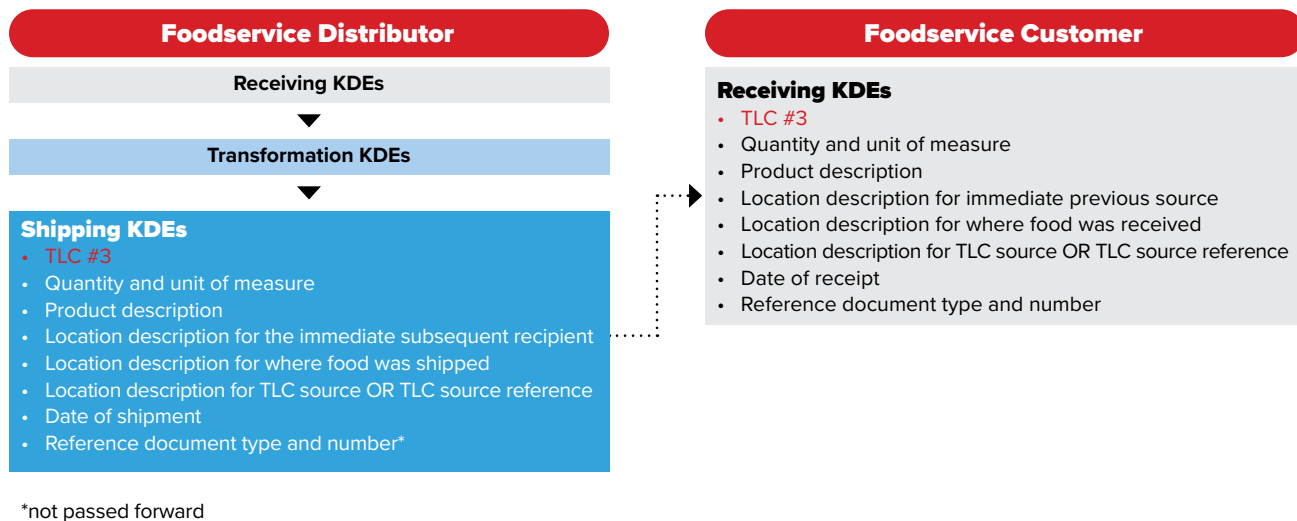 Foodservice Distributor
Receiving KDEs
Transformation KDEs
Shipping KDEs
• TLC #3
• Quantity and unit of measure
• Product description
• Location description for the immediate subsequent recipient
• Location description for where food was shipped
• Location description for TLC source OR TLC source reference
• Date of shipment
• Reference document type and number*
*not passed forward
Foodservice Customer
Receiving KDEs
• TLC #3
• Quantity and unit of measure
• Product description
• Location description for immediate previous source
• Location description for where food was received
• Location description for TLC source OR TLC source reference
• Date of receipt
• Reference document type and number